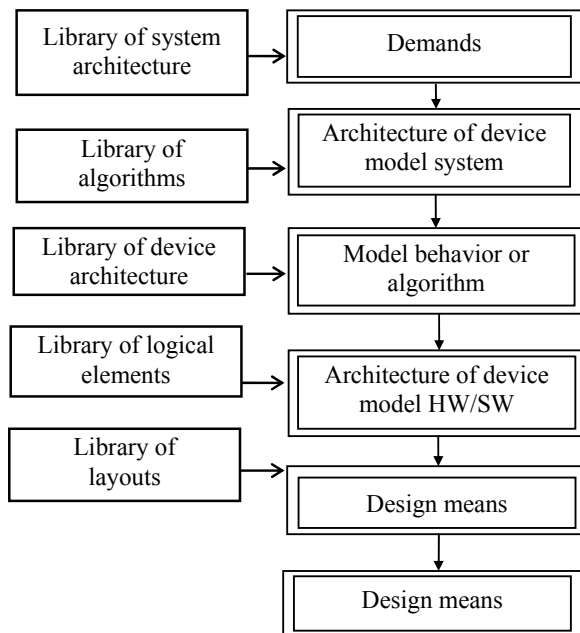 Library of system
architecture
Demands
Library of
algorithms
Architecture of device
model system
Library of device
architecture
Model behavior or
algorithm
Library of logical
elements
Architecture of device
model HW/SW
Library of
layouts
Design means
Design means